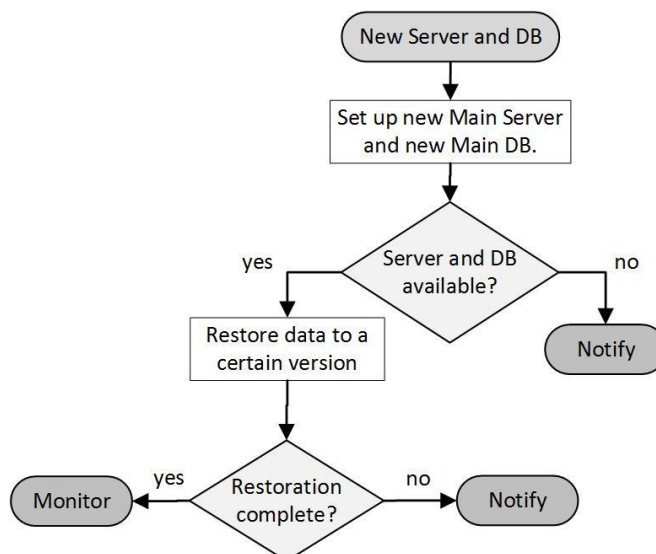 New Server and DB
Set up new Main Server
and new Main DB.
Server and DB
available?
yes
no
Restore data to a
certain version
Notify
Restoration
complete?
yes
no
Monitor
Notify